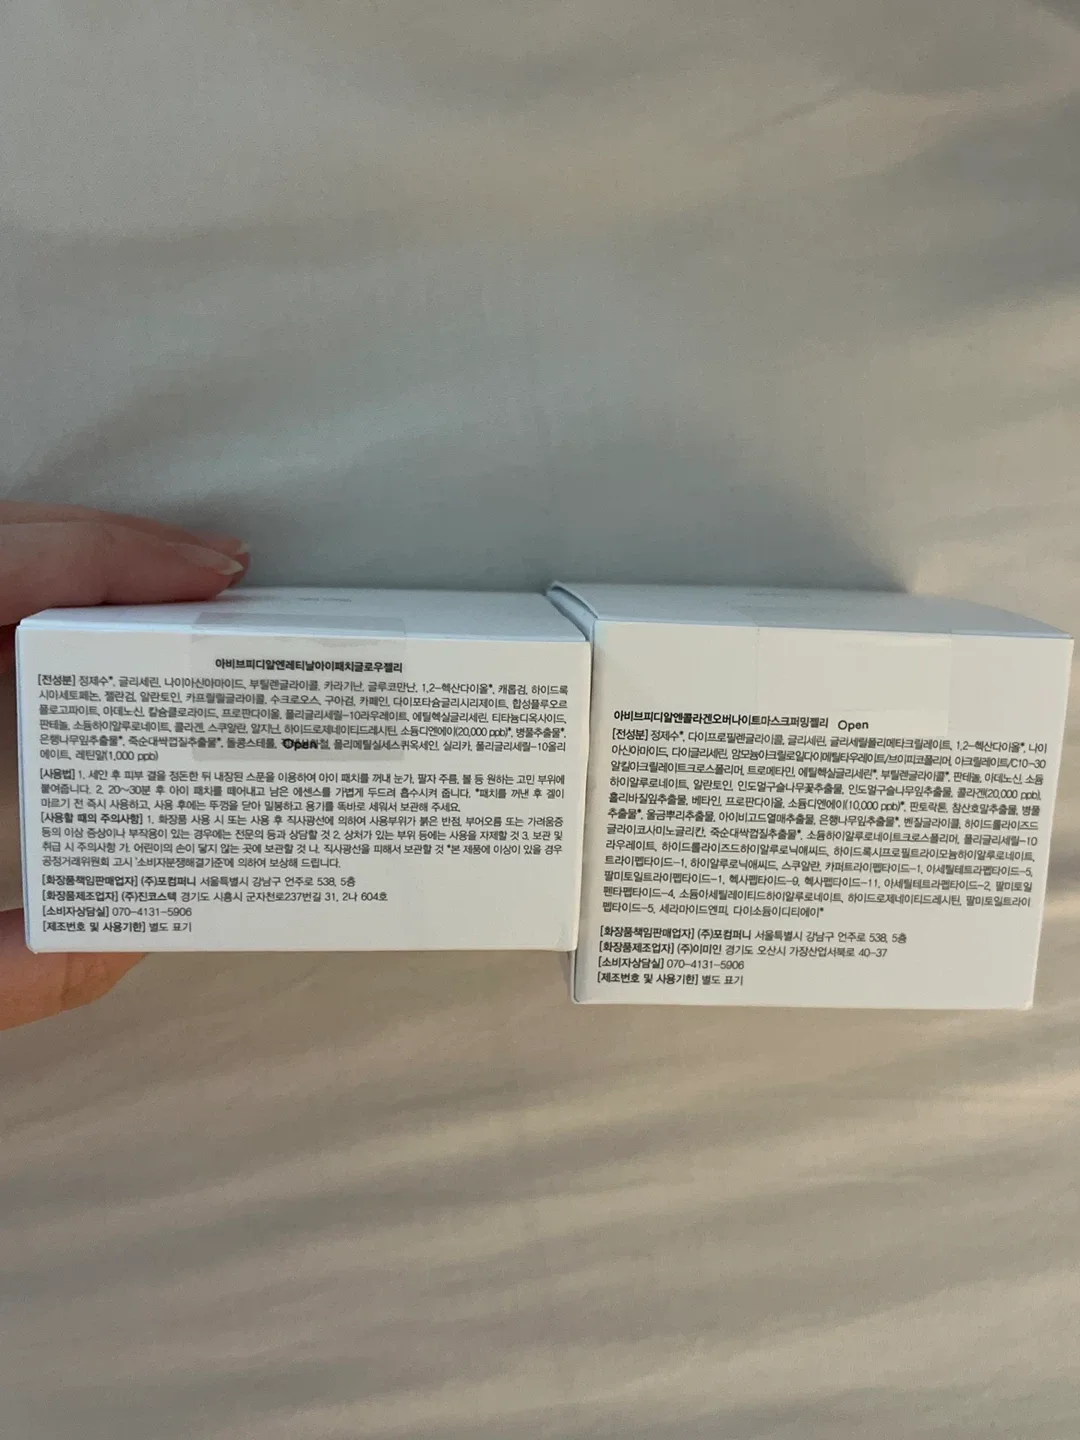 아비브피디알엔레티날아이패치글로우젤리
[전성분] 정제수*, 글리세린, 나이아신아마이드, 부틸렌글라이콜, 카라기난, 글루코만난, 1,2-헥산다이올*, 캐롭검, 하이드록
시아세토페논, 젤란검, 알란토인, 카프릴릴글라이콜, 수크로오스, 구아검, 카페인, 다이포타슘글리시리제이트, 합성플루오르
플로고파이트, 아데노신, 칼슘클로라이드, 프로판다이올, 폴리글리세릴-10라우레이트, 에틸헥실글리세린, 티타늄디옥사이드,
판테놀, 소듐하이알루로네이트, 콜라겐, 스쿠알란, 알지닌, 하이드로제네이티드레시틴, 소듐디엔에이(20,000 ppb)*, 병풀추출물*,
은행나무잎추출물*, 죽순대싹껍질추출물*, 돌콩스테롤, Open 철, 폴리메틸실세스퀴옥세인, 실리카, 폴리글리세릴-10올리
에이트, 레틴알(1,000 ppb)
[사용법] 1. 세안 후 피부 결을 정돈한 뒤 내장된 스푼을 이용하여 아이 패치를 꺼내 눈가, 팔자 주름, 볼 등 원하는 고민 부위에
붙여줍니다. 2. 20~30분 후 아이 패치를 떼어내고 남은 에센스를 가볍게 두드려 흡수시켜 줍니다. *패치를 꺼낸 후 겔이
마르기 전 즉시 사용하고, 사용 후에는 뚜껑을 닫아 밀봉하고 용기를 똑바로 세워서 보관해 주세요.
[사용할 때의 주의사항] 1. 화장품 사용 시 또는 사용 후 직사광선에 의하여 사용부위가 붉은 반점, 부어오름 또는 가려움증
등의 이상 증상이나 부작용이 있는 경우에는 전문의 등과 상담할 것 2. 상처가 있는 부위 등에는 사용을 자제할 것 3. 보관 및
취급 시 주의사항 가. 어린이의 손이 닿지 않는 곳에 보관할 것 나. 직사광선을 피해서 보관할 것 *본 제품에 이상이 있을 경우
공정거래위원회 고시 '소비자분쟁해결기준'에 의하여 보상해 드립니다.
[화장품책임판매업자] (주)포컴퍼니 서울특별시 강남구 언주로 538, 5층
[화장품제조업자] (주)진코스텍 경기도 시흥시 군자천로237번길 31, 2나 604호
[소비자상담실] 070-4131-5906
[제조번호 및 사용기한] 별도 표기
아비브피디알엔콜라겐오버나이트마스크퍼밍젤리 Open
[전성분] 정제수*, 다이프로필렌글라이콜, 글리세린, 글리세릴폴리메타크릴레이트, 1,2-헥산다이올*, 나이
아신아마이드, 다이글리세린, 암모늄아크릴로일다이메틸타우레이트/브이피코폴리머, 아크릴레이트/C10-30
알킬아크릴레이트크로스폴리머, 트로메타민, 에틸헥실글리세린*, 부틸렌글라이콜*, 판테놀, 아데노신, 소듐
하이알루로네이트, 알란토인, 인도멀구슬나무꽃추출물, 인도멀구슬나무잎추출물, 콜라겐(20,000 ppb),
홀리바질잎추출물, 베타인, 프로판다이올, 소듐디엔에이(10,000 ppb)*, 판토락톤, 참산호말추출물, 병풀
추출물*, 울금뿌리추출물, 아이비고드열매추출물, 은행나무잎추출물*, 벤질글라이콜, 하이드롤라이즈드
글라이코사미노글리칸, 죽순대싹껍질추출물*, 소듐하이알루로네이트크로스폴리머, 폴리글리세릴-10
라우레이트, 하이드롤라이즈드하이알루로닉애씨드, 하이드록시프로필트라이모늄하이알루로네이트,
트라이펩타이드-1, 하이알루로닉애씨드, 스쿠알란, 카퍼트라이펩타이드-1, 아세틸테트라펩타이드-5,
팔미토일트라이펩타이드-1, 헥사펩타이드-9, 헥사펩타이드-11, 아세틸테트라펩타이드-2, 팔미토일
펜타펩타이드-4, 소듐아세틸레이티드하이알루로네이트, 하이드로제네이티드레시틴, 팔미토일트라이
펩타이드-5, 세라마이드엔피, 다이소듐이디티에이*
[화장품책임판매업자] (주)포컴퍼니 서울특별시 강남구 언주로 538, 5층
[화장품제조업자] (주)이미인 경기도 오산시 가장산업서북로 40-37
[소비자상담실] 070-4131-5906
[제조번호 및 사용기한] 별도 표기